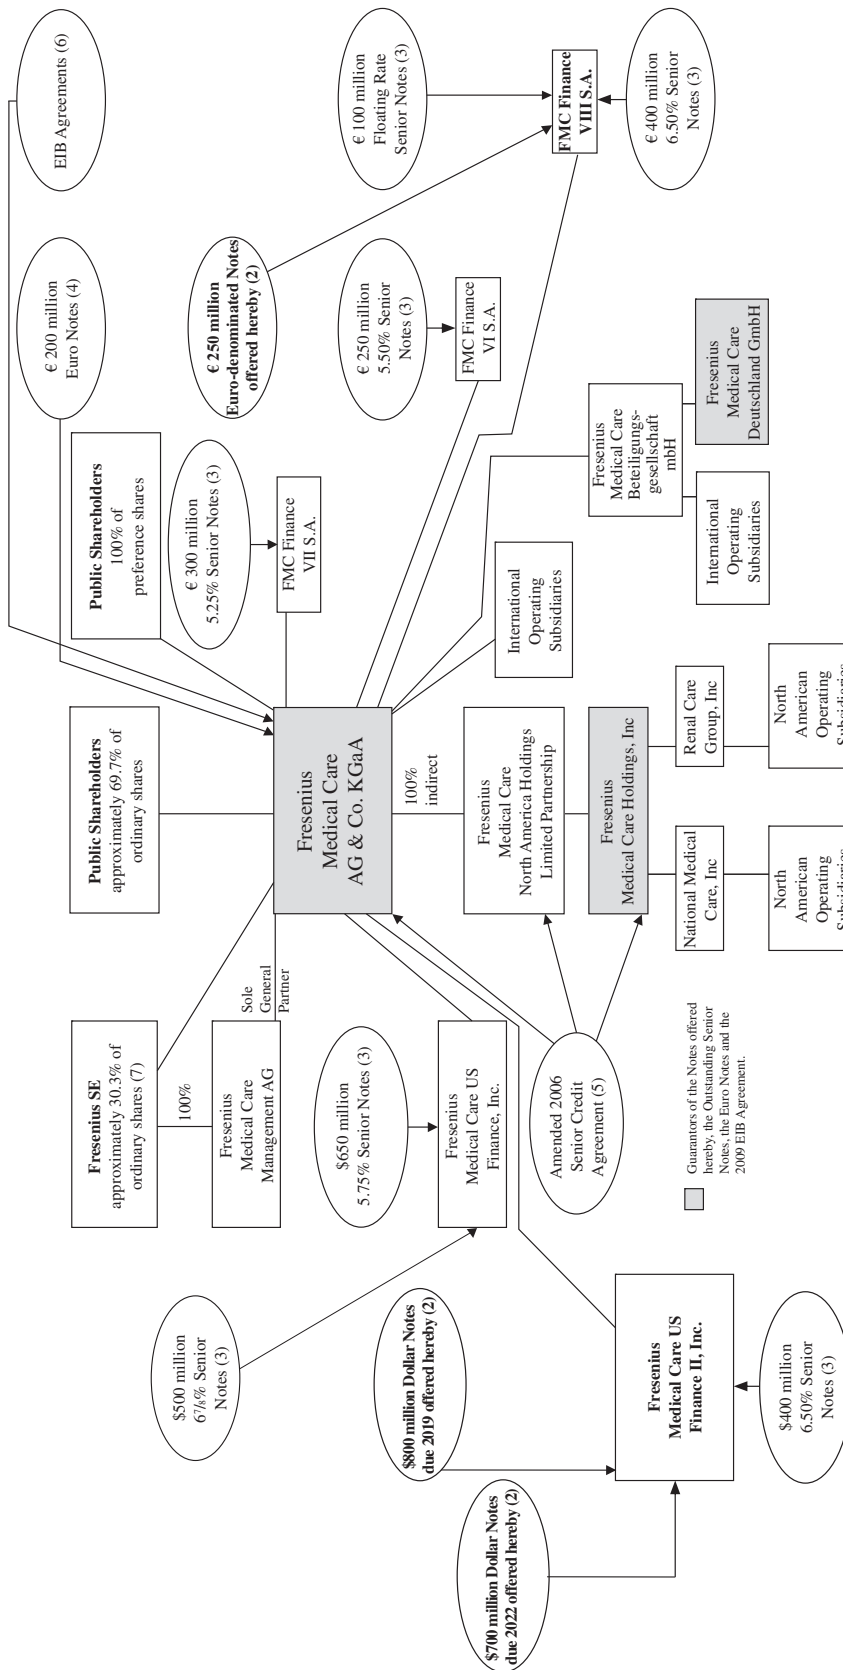 Fresenius SE
approximately 30.3% of
ordinary shares (7)
Public Shareholders
approximately 69.7% of
ordinary shares
Public Shareholders
100% of
preference shares
€ 200 million
Euro Notes (4)
EIB Agreements (6)
100%
Fresenius
Medical Care
Management AG
Sole
General
Partner
€ 300 million
5.25% Senior Notes (3)
€ 250 million
Euro-denominated Notes
offered hereby (2)
$500 million
6⅞% Senior
Notes (3)
$650 million
5.75% Senior Notes (3)
Fresenius
Medical Care
AG & Co. KGaA
FMC Finance
VII S.A.
€ 250 million
5.50% Senior
Notes (3)
€ 100 million
Floating Rate
Senior Notes (3)
$800 million Dollar Notes
due 2019 offered hereby (2)
Fresenius
Medical Care US
Finance, Inc.
100%
indirect
FMC Finance
VI S.A.
$700 million Dollar Notes
due 2022 offered hereby (2)
Amended 2006
Senior Credit
Agreement (5)
Fresenius
Medical Care
North America Holdings
Limited Partnership
International
Operating
Subsidiaries
FMC Finance
VIII S.A.
Fresenius
Medical Care US
Finance II, Inc.
Fresenius
Medical Care Holdings, Inc
Fresenius
Medical Care
Beteiligungs-
gesellschaft
mbH
€ 400 million
6.50% Senior
Notes (3)
$400 million
6.50% Senior
Notes (3)
Guarantors of the Notes offered
hereby, the Outstanding Senior
Notes, the Euro Notes and the
2009 EIB Agreement.
National Medical
Care, Inc
Renal Care
Group, Inc
International
Operating
Subsidiaries
Fresenius
Medical Care
Deutschland GmbH
North
American
Operating
Subsidiaries
North
American
Operating
Subsidiaries